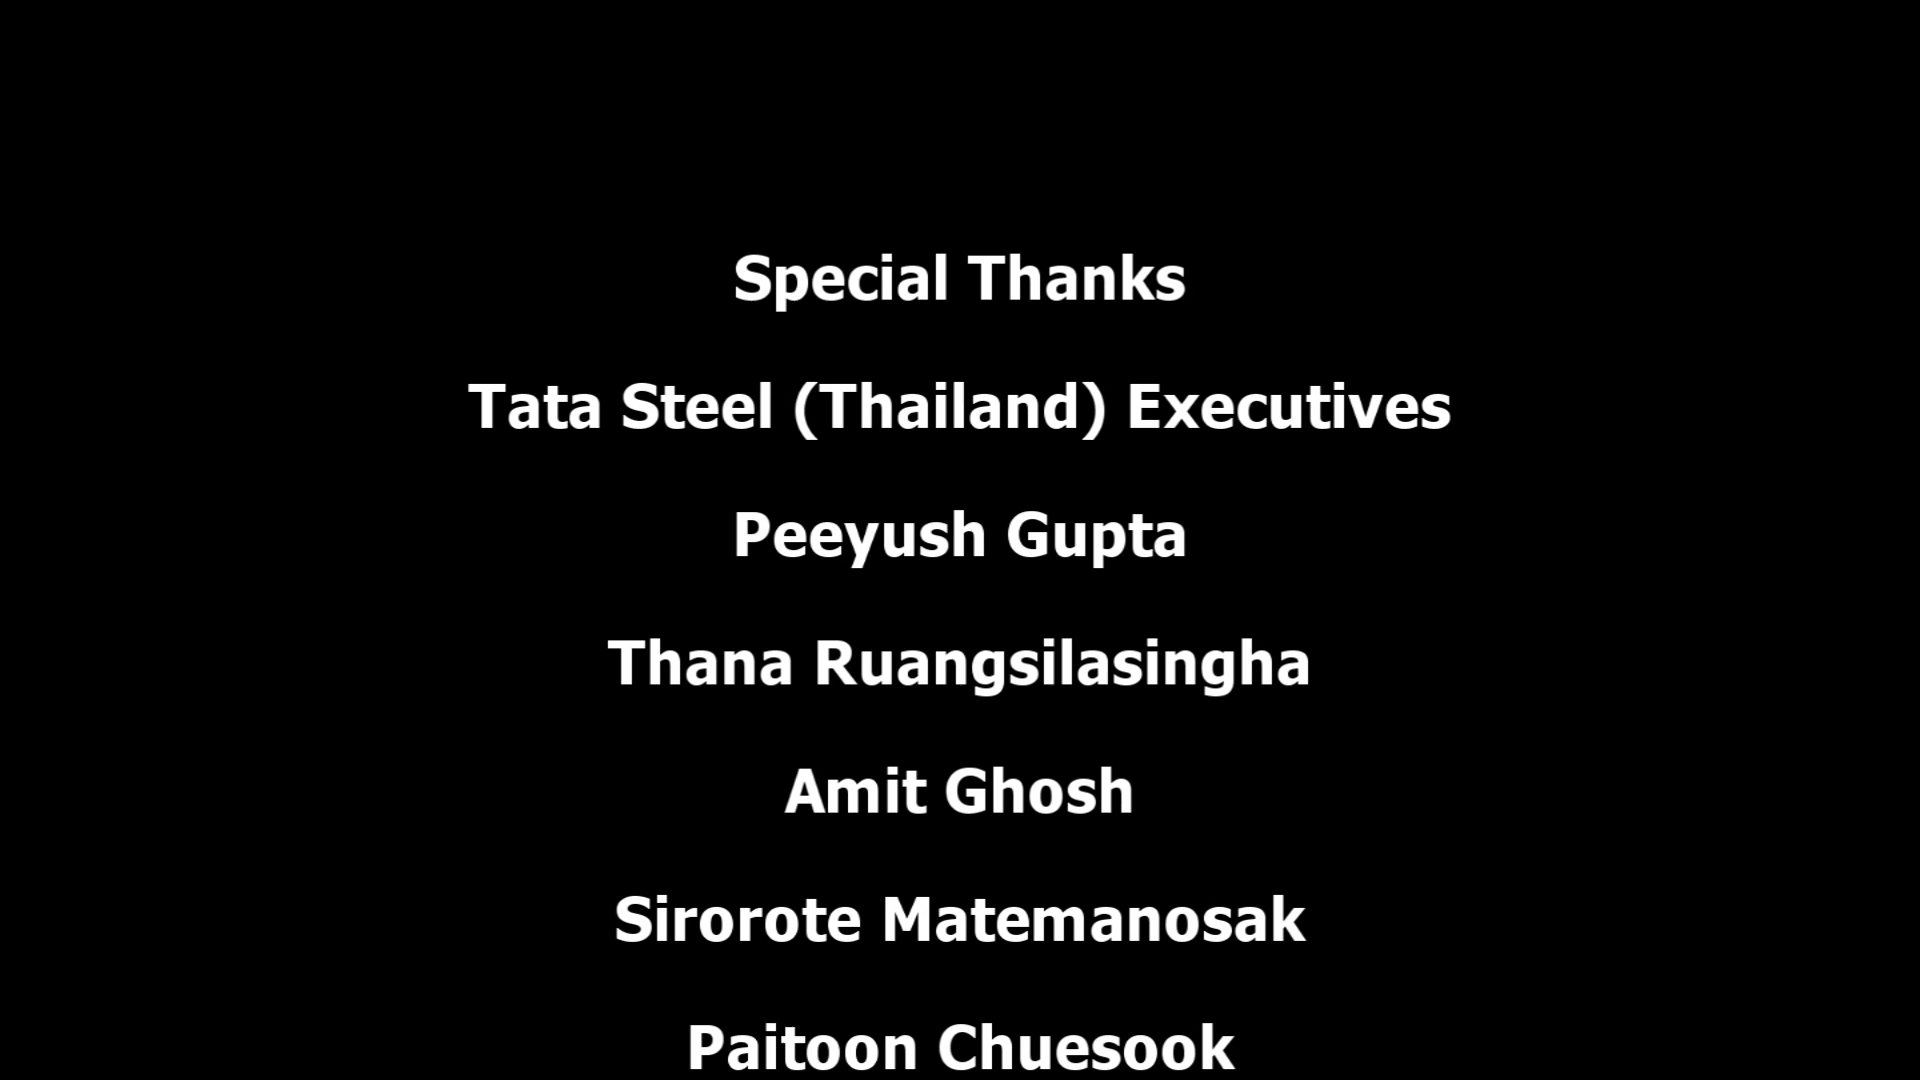 Special Thanks
Tata Steel (Thailand) Executives
Peeyush Gupta
Thana Ruangsilasingha
Amit Ghosh
Sirorote Matemanosak
Paitoon Chuesook